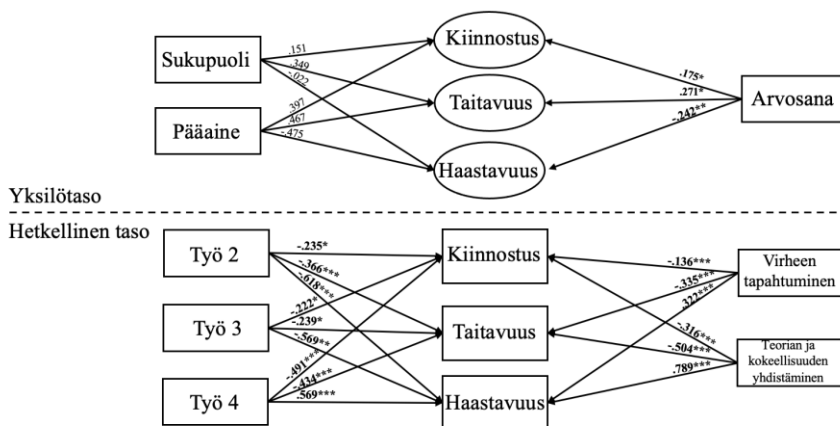 Sukupuoli
Pääaine
.151
.349
-.022
.397
.467
-.475
Kiinnostus
Taitavuus
Haastavuus
.175*
.271*
-.242**
Arvosana
Yksilötaso
Hetkellinen taso
Työ 2
Työ 3
Työ 4
-.235*
-.366***
-.618***
-.222*
-.239*
-.569**
-.491***
-.434***
.569***
Kiinnostus
Taitavuus
Haastavuus
-.136***
-.335***
.322***
-.316***
-.504***
.789***
Virheen
tapahtuminen
Teorian ja
kokeellisuuden
yhdistäminen